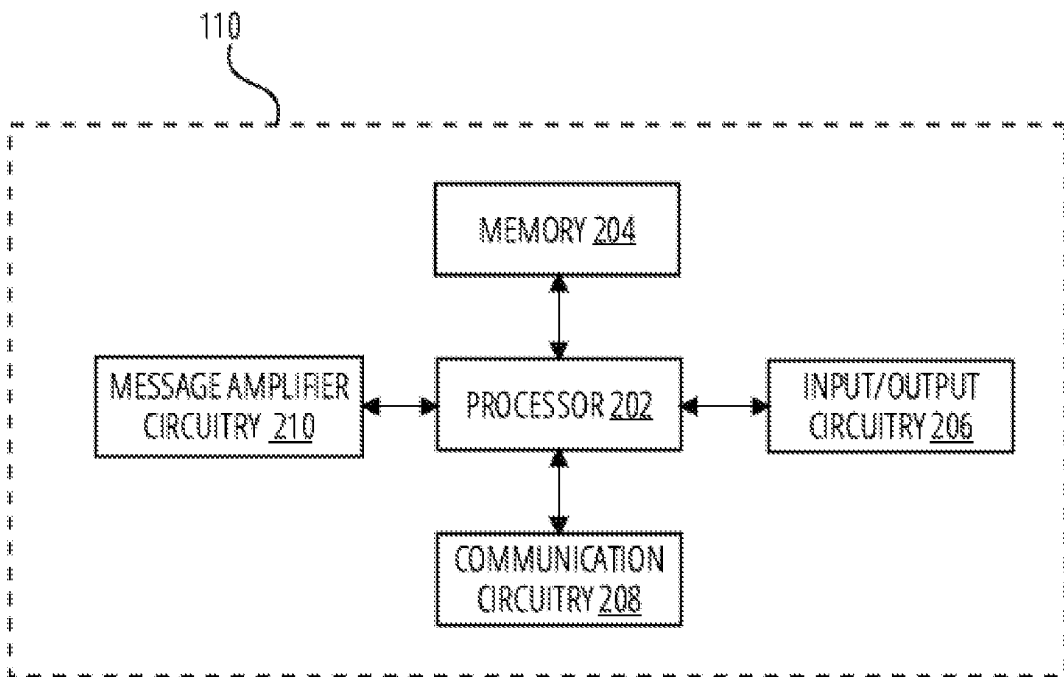 110
MEMORY 204
MESSAGE AMPLIFIER
CIRCUITRY 210
PROCESSOR 202
INPUT/OUTPUT
CIRCUITRY 206
COMMUNICATION
CIRCUITRY 208